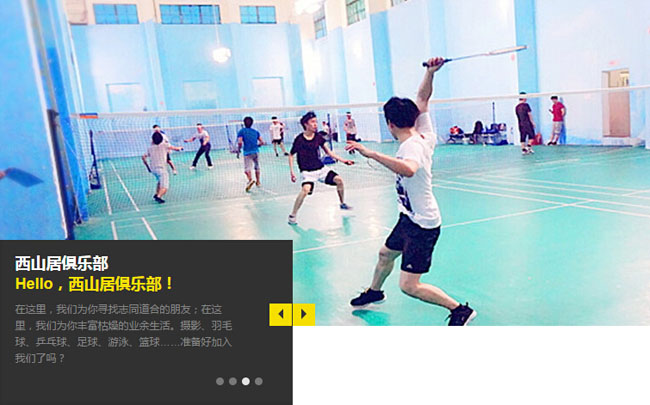 西山居俱乐部
Hello，西山居俱乐部！
在这里，我们为你寻找志同道合的朋友；在这
里，我们为你丰富枯燥的业余生活。摄影、羽毛
球、乒乓球、足球、游泳、篮球……准备好加入
我们了吗？